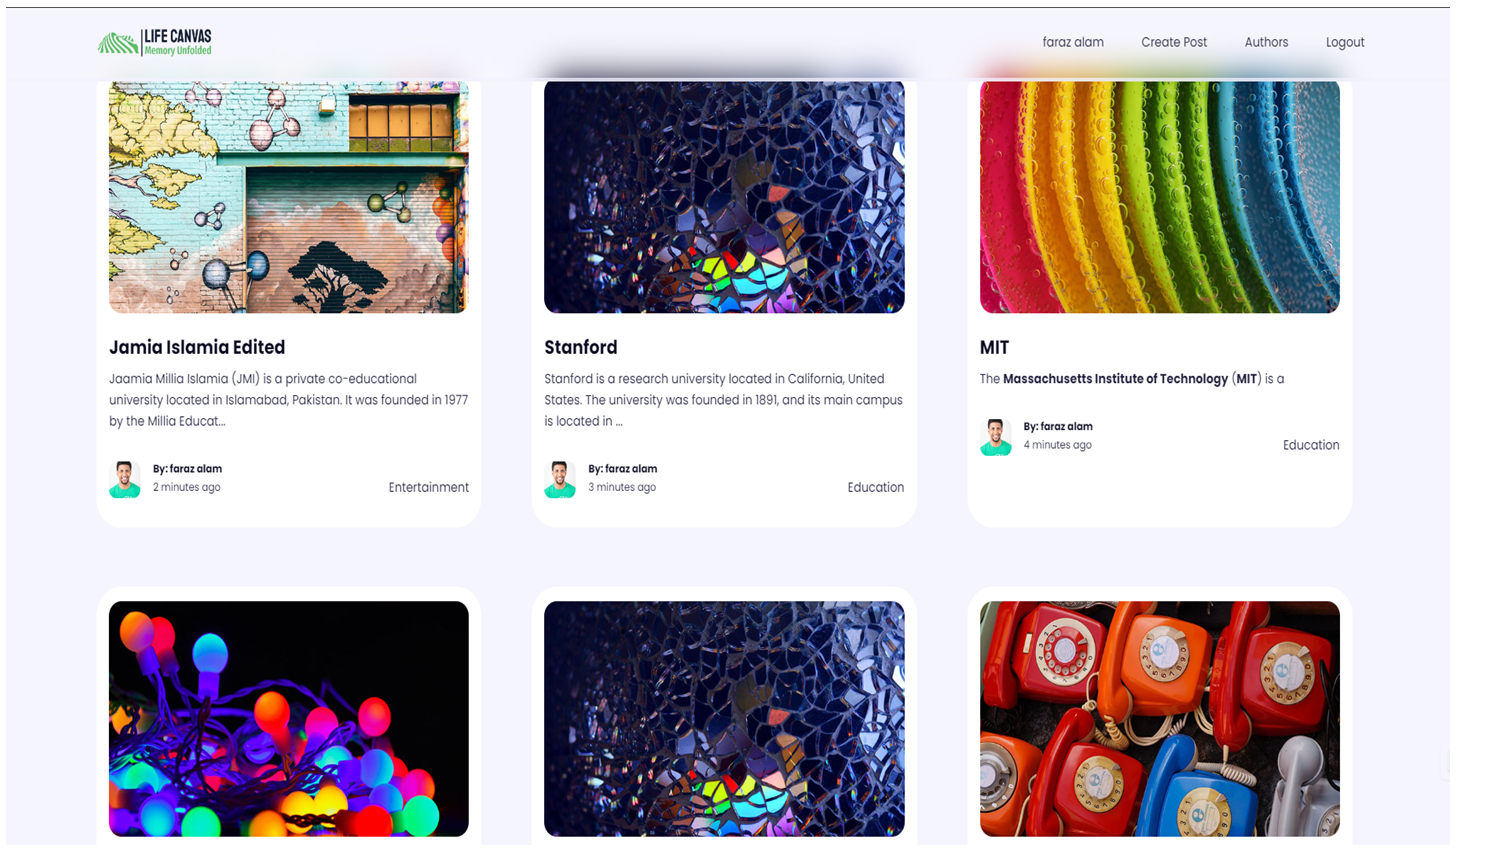 LIFE CANVAS
Memory Unfolded
faraz alam
Create Post
Authors
Logout
Jamia Islamia Edited
Jaamia Millia Islamia (JMI) is a private co-educational
university located in Islamabad, Pakistan. It was founded in 1977
by the Millia Educat...
By: faraz alam
2 minutes ago
Entertainment
Stanford
Stanford is a research university located in California, United
States. The university was founded in 1891, and its main campus
is located in ...
By: faraz alam
3 minutes ago
Education
MIT
The Massachusetts Institute of Technology (MIT) is a
By: faraz alam
4 minutes ago
Education